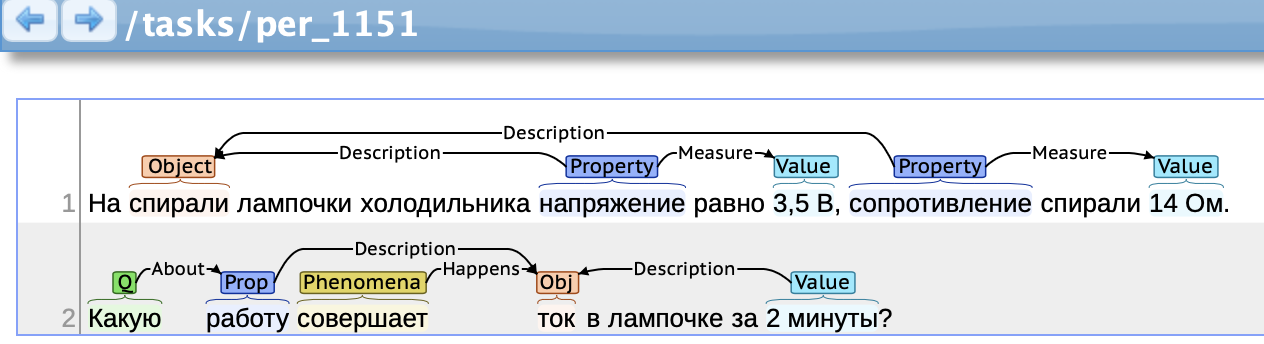 /tasks/per_1151
Description
Description Measure Measure
Object Property Value Property Value
1 На спирали лампочки холодильника напряжение равно 3,5 В, сопротивление спирали 14 Ом.
Description
About Happens Description
Q Prop Phenomena Obj Value
2 Какую работу совершает ток в лампочке за 2 минуты?